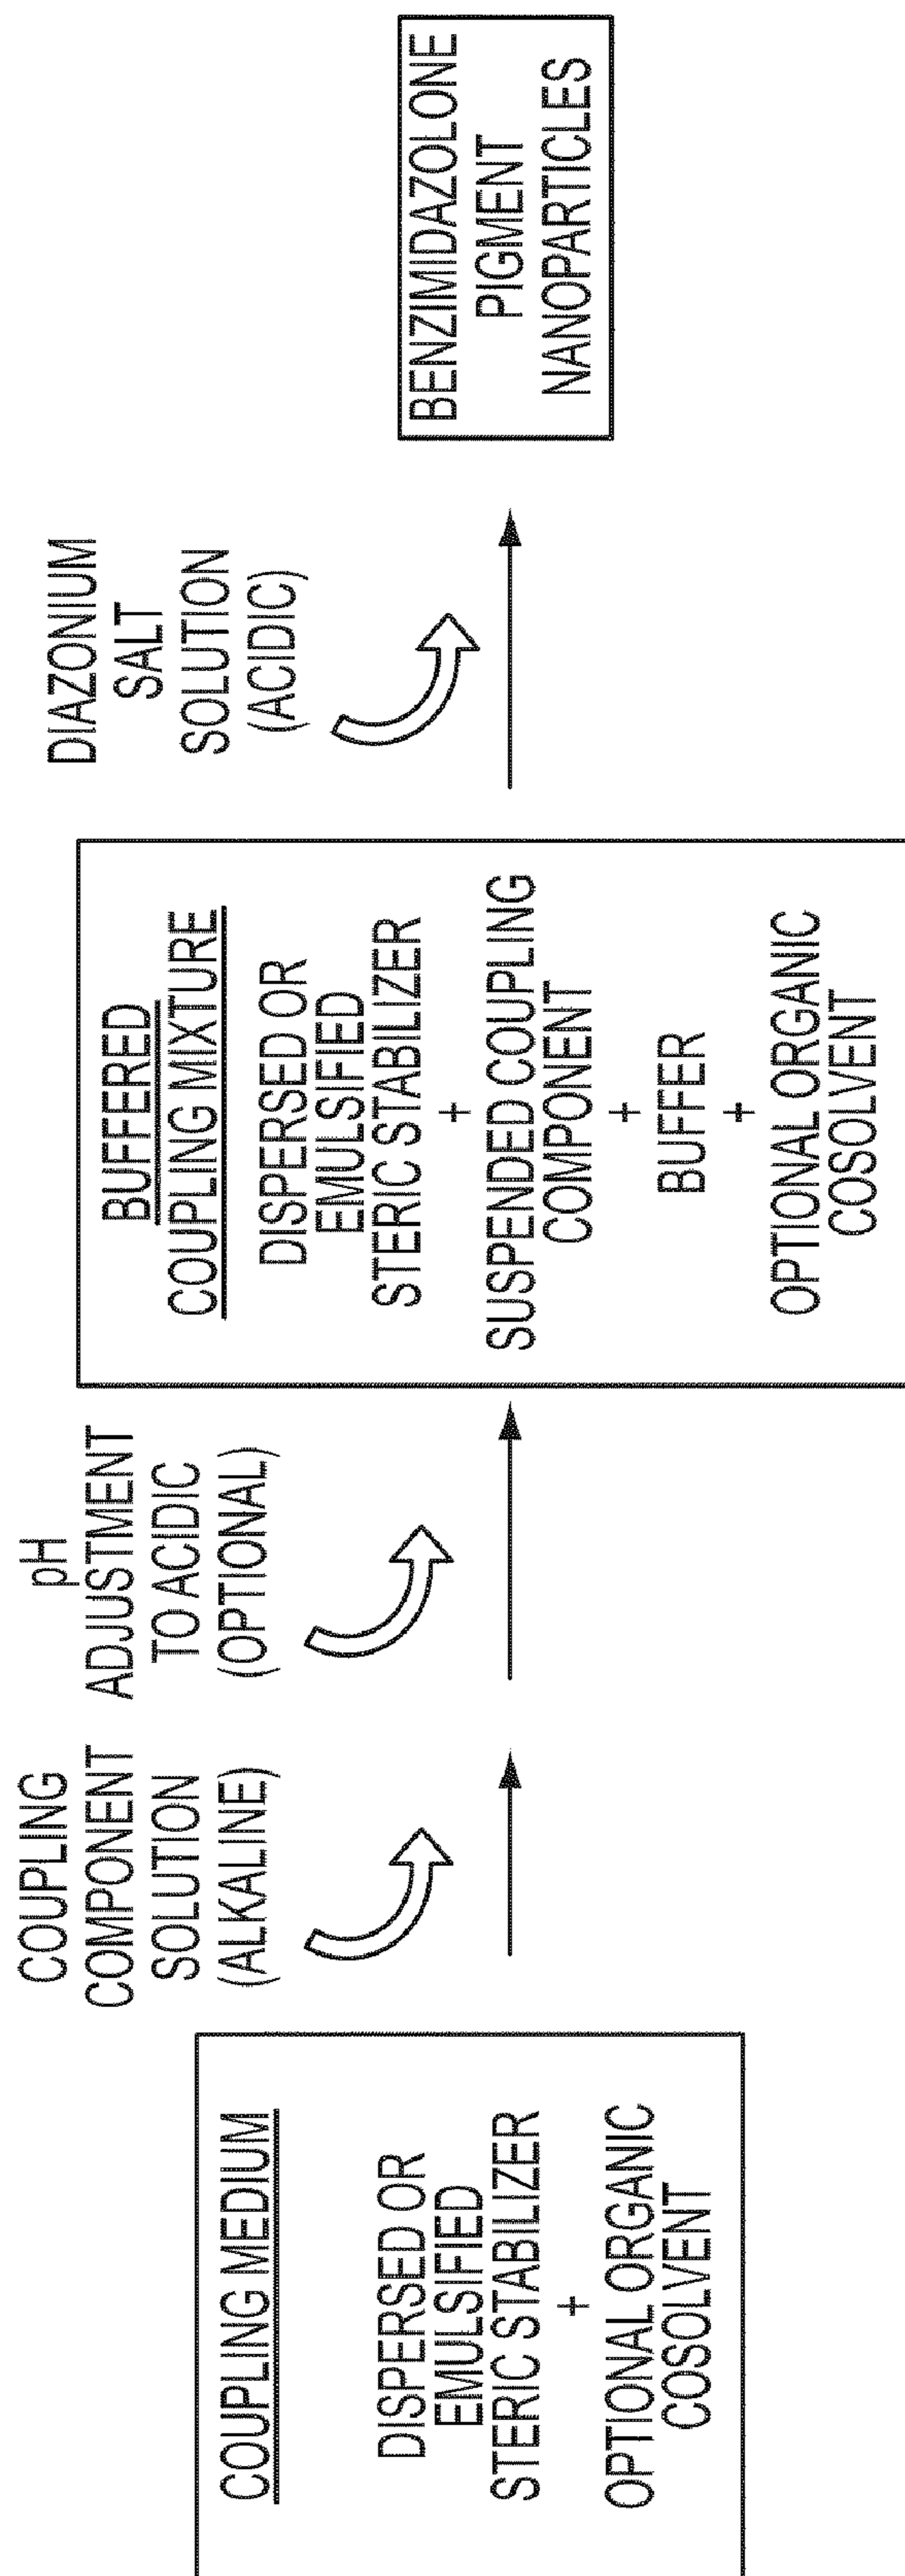 COUPLING MEDIUM
DISPERSED OR
EMULSIFIED
STERIC STABILIZER
+
OPTIONAL ORGANIC
COSOLVENT
COUPLING
COMPONENT
SOLUTION
(ALKALINE)
pH
ADJUSTMENT
TO ACIDIC
(OPTIONAL)
BUFFERED
COUPLING MIXTURE
DISPERSED OR
EMULSIFIED
STERIC STABILIZER
+
SUSPENDED COUPLING
COMPONENT
+
BUFFER
+
OPTIONAL ORGANIC
COSOLVENT
DIAZONIUM
SALT
SOLUTION
(ACIDIC)
BENZIMIDAZOLONE
PIGMENT
NANOPARTICLES